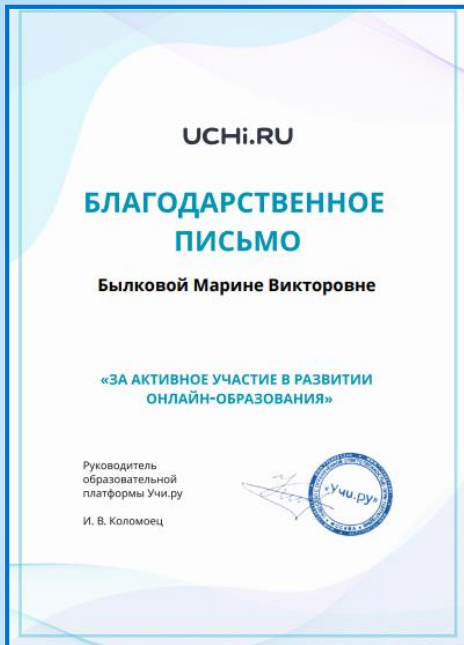 UCHi.RU
БЛАГОДАРСТВЕННОЕ
ПИСЬМО
Былковой Марине Викторовне
«ЗА АКТИВНОЕ УЧАСТИЕ В РАЗВИТИИ
ОНЛАЙН-ОБРАЗОВАНИЯ»
Руководитель
образовательной
платформы Учи.ру
И. В. Коломоец
«Учи.ру»
МОСКВА